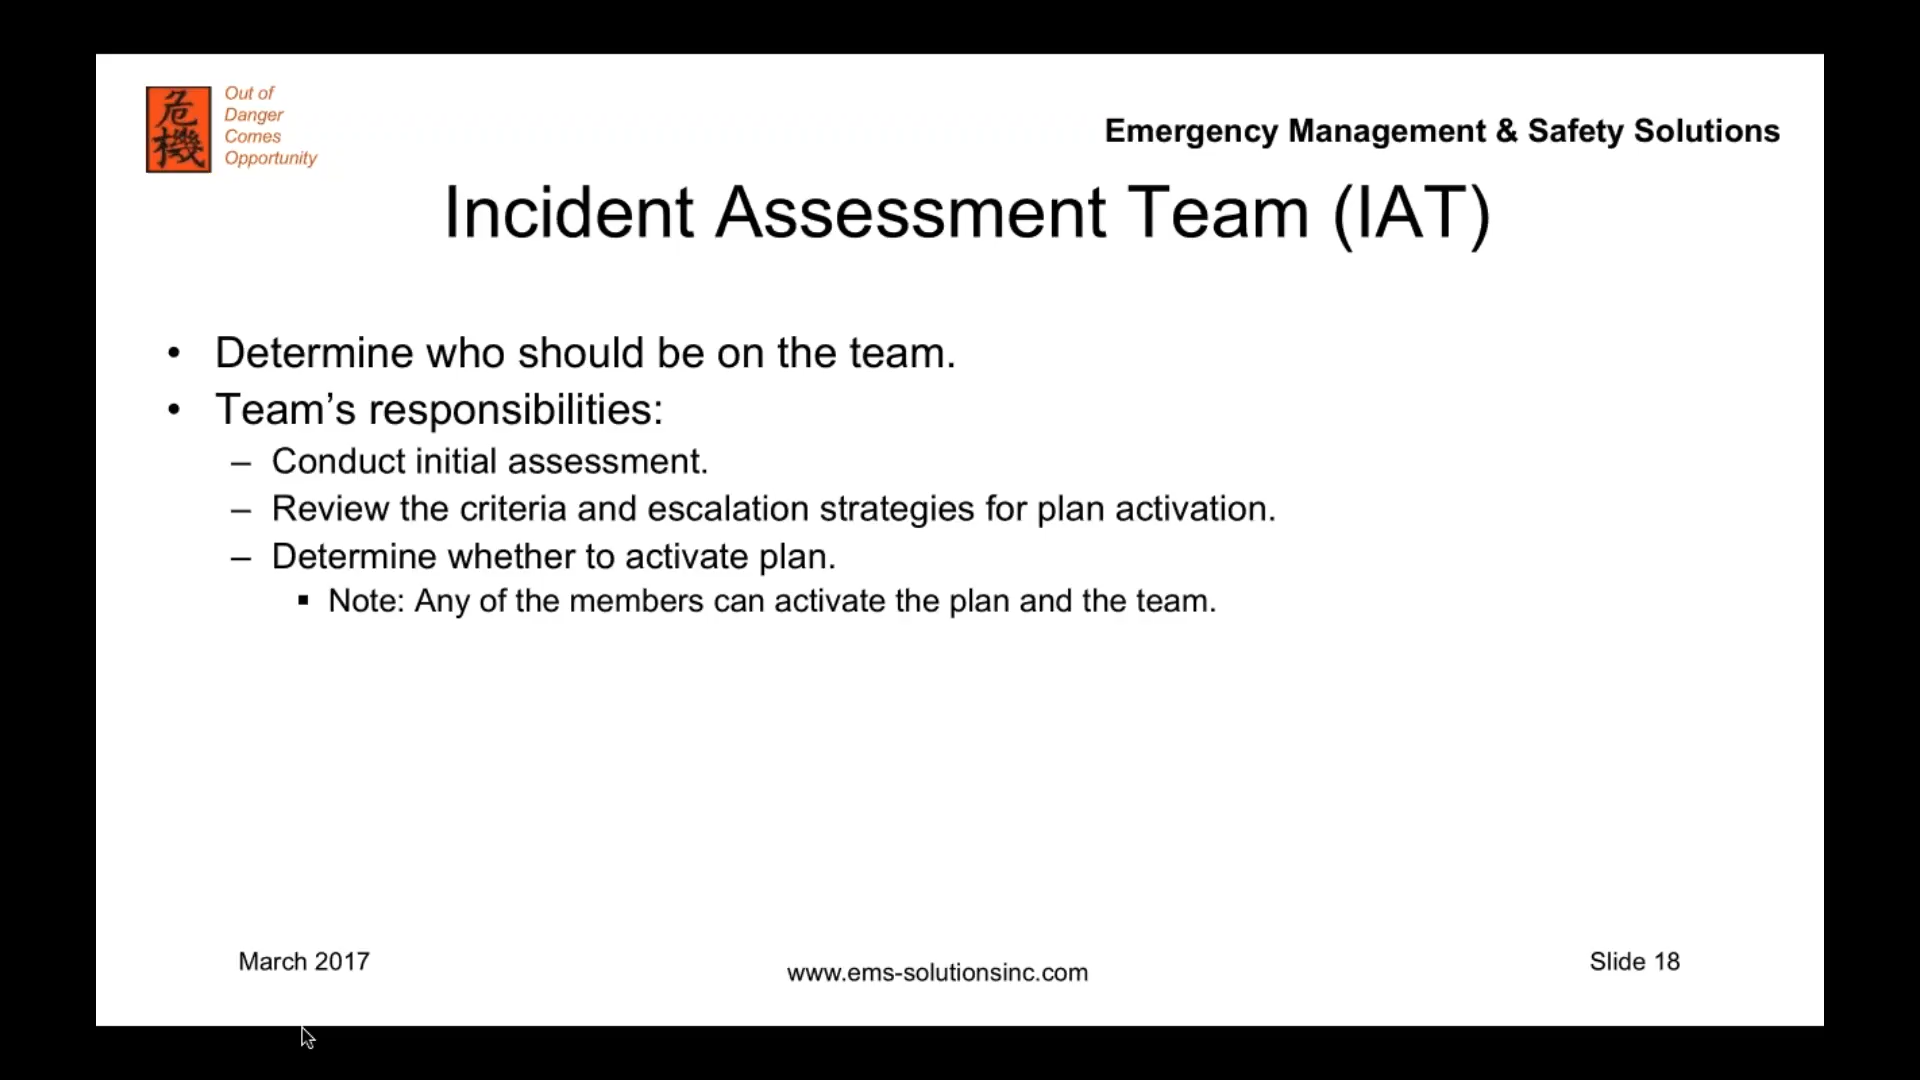 危
機
Out of
Danger
Comes
Opportunity
Emergency Management & Safety Solutions
Incident Assessment Team (IAT)
• Determine who should be on the team.
• Team’s responsibilities:
– Conduct initial assessment.
– Review the criteria and escalation strategies for plan activation.
– Determine whether to activate plan.
▪ Note: Any of the members can activate the plan and the team.
March 2017
www.ems-solutionsinc.com
Slide 18